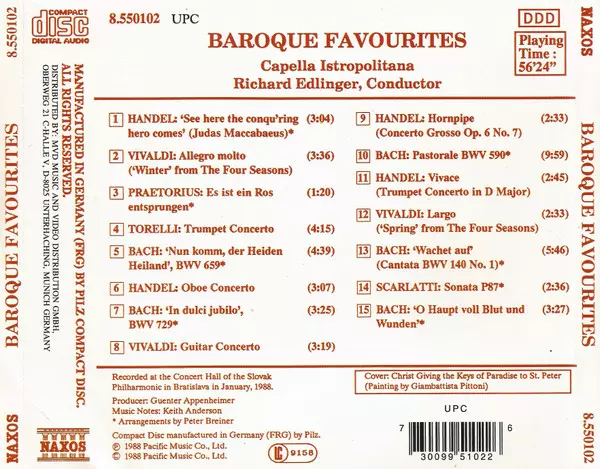 8.550102
NAXOS
BAROQUE FAVOURITES
COMPACT
disc
DIGITAL AUDIO
MANUFACTURED IN GERMANY (FRG) BY PILZ COMPACT DISC.
ALL RIGHTS RESERVED.
DISTRIBUTED BY: MVD MUSIC AND VIDEO DISTRIBUTION GMBH,
OBERWEG 21 C-HALLE V, D-8025 UNTERHACHING, MUNICH GERMANY
8.550102 UPC
DDD
Playing
Time :
56'24"
BAROQUE FAVOURITES
Capella Istropolitana
Richard Edlinger, Conductor
1 HANDEL: 'See here the conqu'ring (3:04)
hero comes' (Judas Maccabaeus)*
2 VIVALDI: Allegro molto (3:36)
('Winter' from The Four Seasons)
3 PRAETORIUS: Es ist ein Ros (1:20)
entsprungen*
4 TORELLI: Trumpet Concerto (4:15)
5 BACH: 'Nun komm, der Heiden (4:39)
Heiland', BWV 659*
6 HANDEL: Oboe Concerto (3:07)
7 BACH: 'In dulci jubilo', (3:25)
BWV 729*
8 VIVALDI: Guitar Concerto (3:19)
9 HANDEL: Hornpipe (2:33)
(Concerto Grosso Op. 6 No. 7)
10 BACH: Pastorale BWV 590* (9:59)
11 HANDEL: Vivace (2:45)
(Trumpet Concerto in D Major)
12 VIVALDI: Largo (2:33)
('Spring' from The Four Seasons)
13 BACH: 'Wachet auf' (5:46)
(Cantata BWV 140 No. 1)*
14 SCARLATTI: Sonata P87* (2:36)
15 BACH: 'O Haupt voll Blut und (3:27)
Wunden'*
Recorded at the Concert Hall of the Slovak
Philharmonic in Bratislava in January, 1988.
Producer: Guenter Appenheimer
Music Notes: Keith Anderson
* Arrangements by Peter Breiner
Compact Disc manufactured in Germany (FRG) by Pilz.
Ⓟ 1988 Pacific Music Co., Ltd.
© 1988 Pacific Music Co., Ltd.
9158
Cover: Christ Giving the Keys of Paradise to St. Peter
(Painting by Giambattista Pittoni)
UPC
7 30099 51022 6
NAXOS
BAROQUE FAVOURITES
8.550102
NAXOS